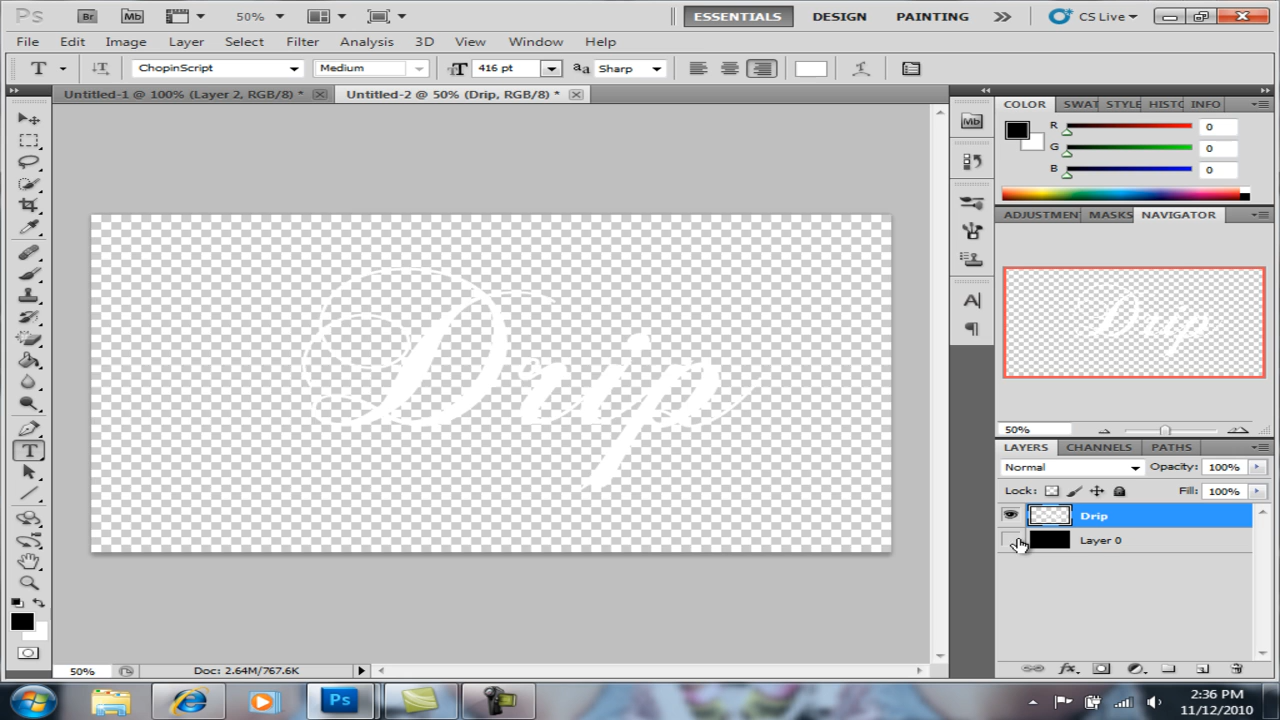 Ps Br Mb 50% ESSENTIALS DESIGN PAINTING CS Live
File Edit Image Layer Select Filter Analysis 3D View Window Help
T ChopinScript Medium 416 pt Sharp
Untitled-1 @ 100% (Layer 2, RGB/8) * Untitled-2 @ 50% (Drip, RGB/8) *
COLOR SWAT STYLE HISTO INFO
R 0
G 0
B 0
ADJUSTMEN MASKS NAVIGATOR
Drip
Drip
50%
LAYERS CHANNELS PATHS
Normal Opacity: 100%
Lock: Fill: 100%
Drip
Layer 0
50% Doc: 2.64M/767.6K
Ps
2:36 PM
11/12/2010